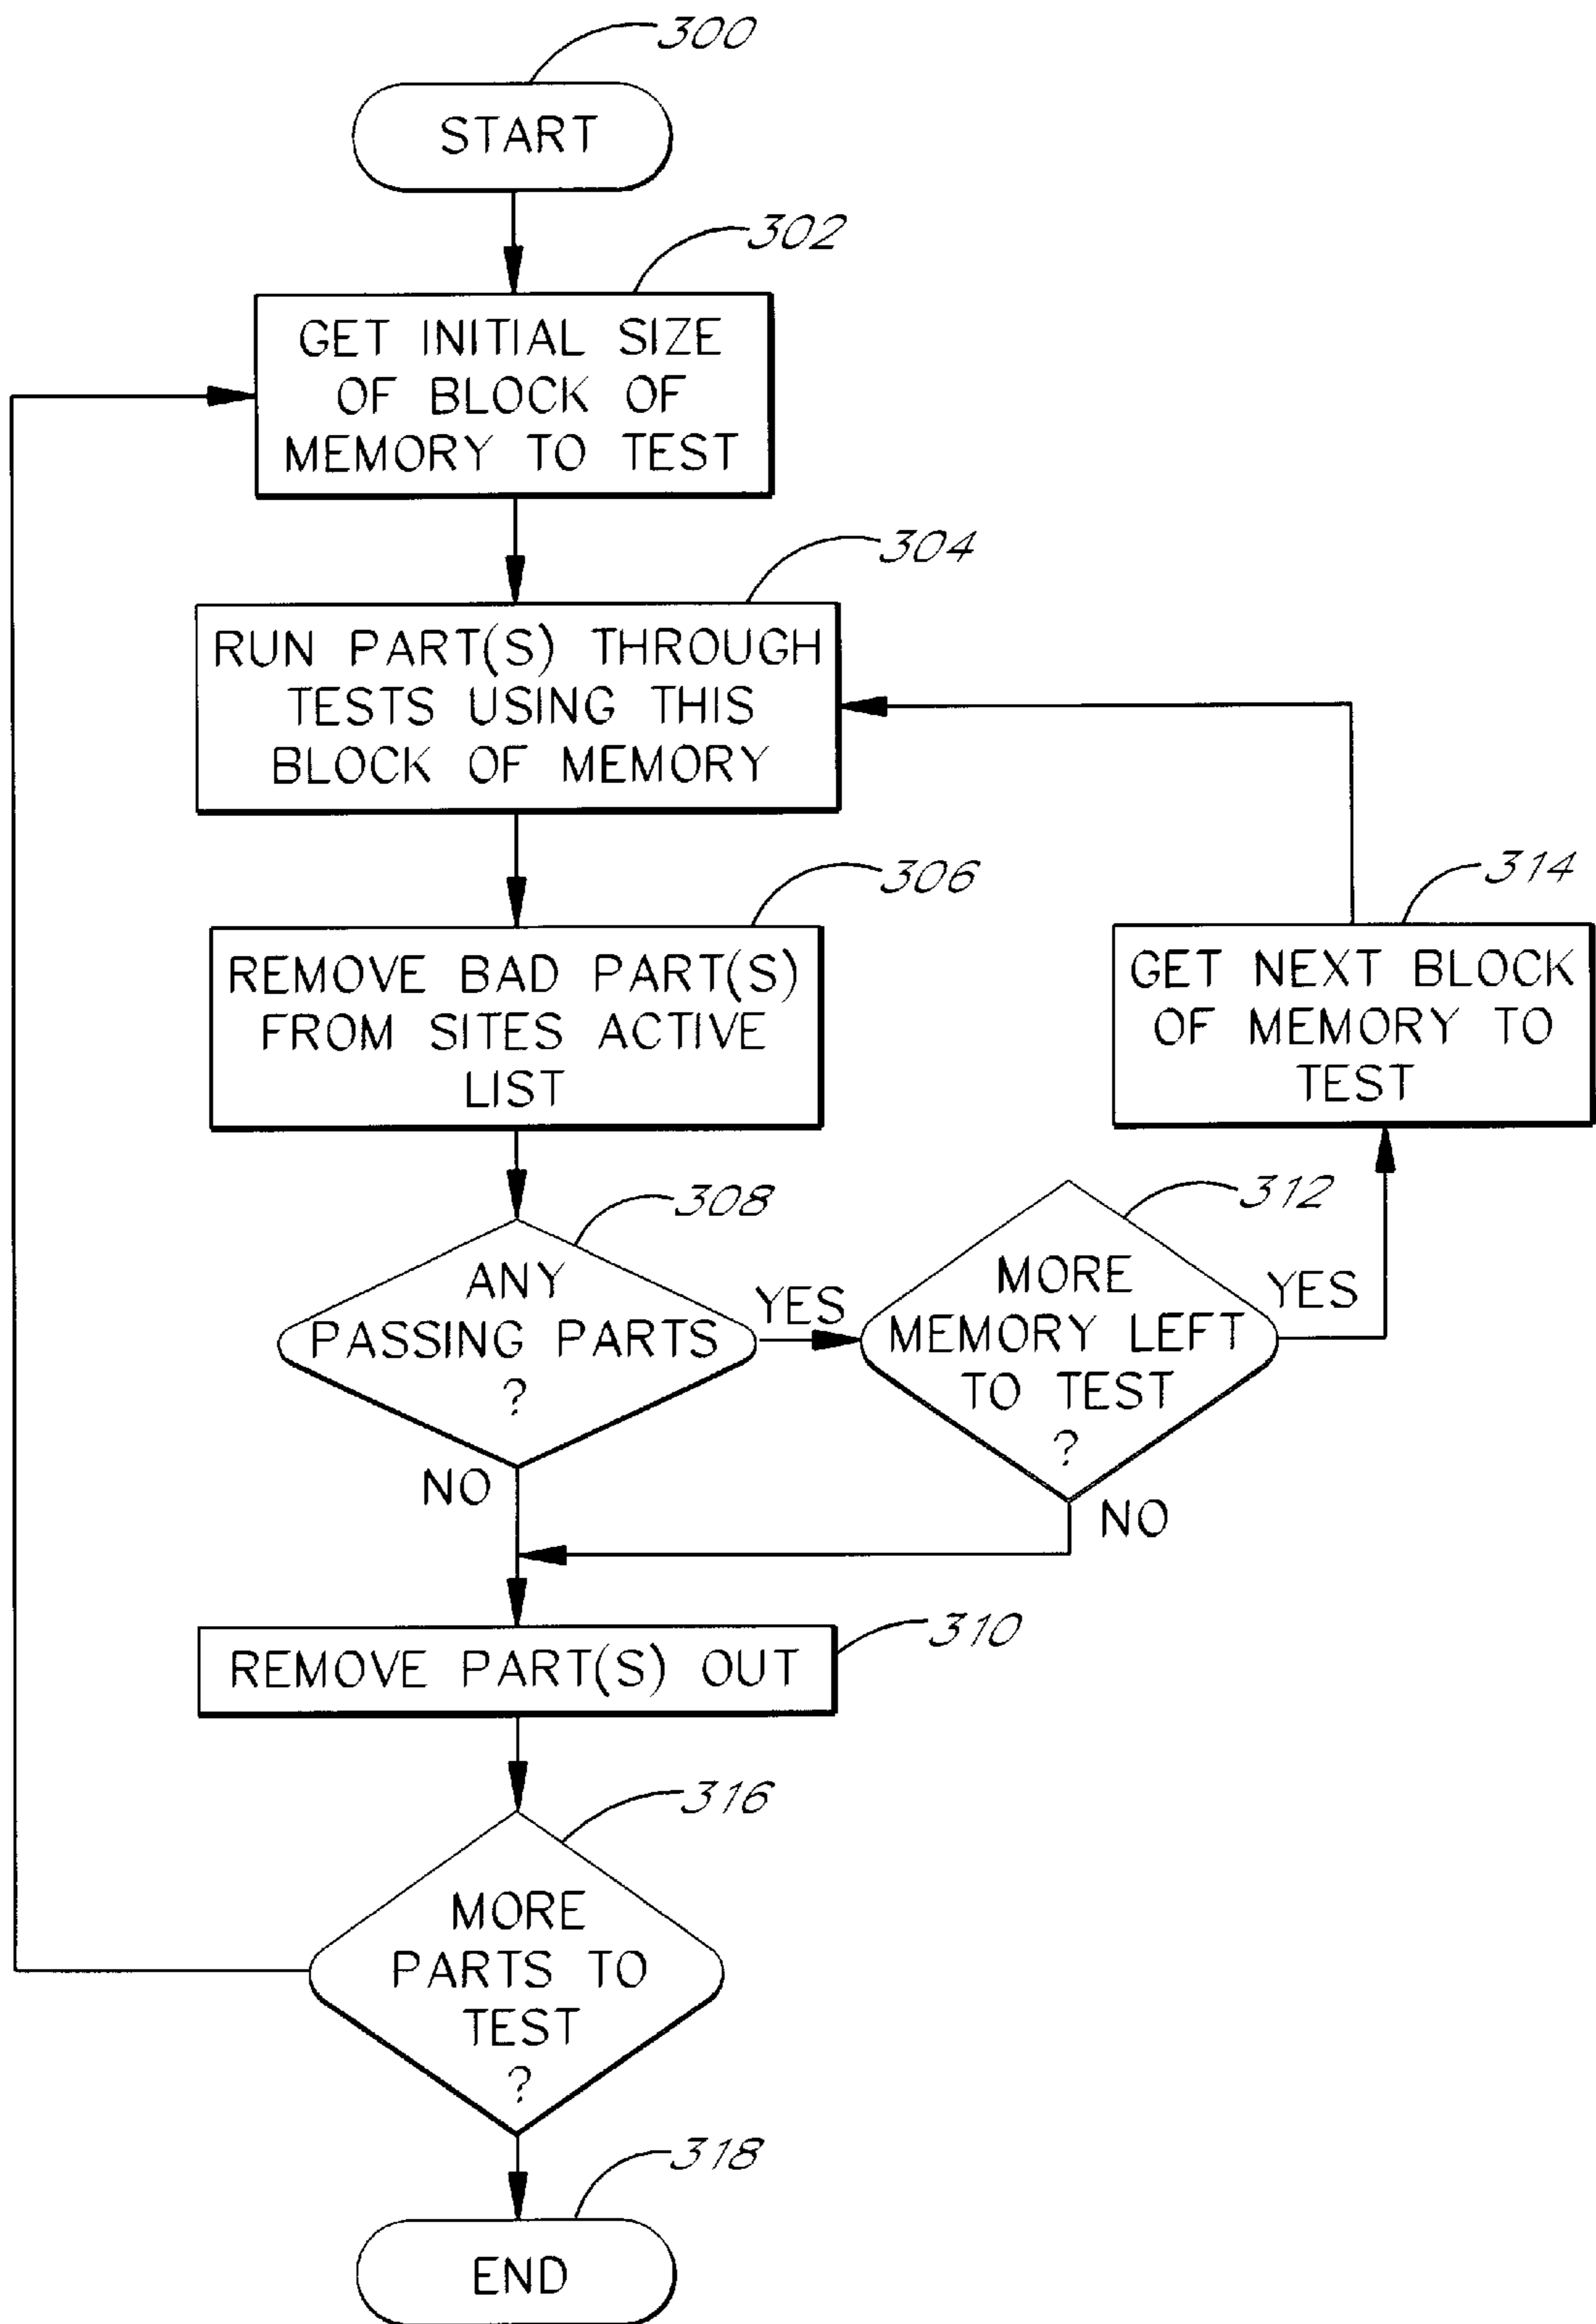 300
START
302
GET INITIAL SIZE
OF BLOCK OF
MEMORY TO TEST
304
RUN PART(S) THROUGH
TESTS USING THIS
BLOCK OF MEMORY
306
REMOVE BAD PART(S)
FROM SITES ACTIVE
LIST
314
GET NEXT BLOCK
OF MEMORY TO
TEST
308
ANY
PASSING PARTS
?
YES
NO
312
MORE
MEMORY LEFT
TO TEST
?
YES
NO
310
REMOVE PART(S) OUT
316
MORE
PARTS TO
TEST
?
318
END